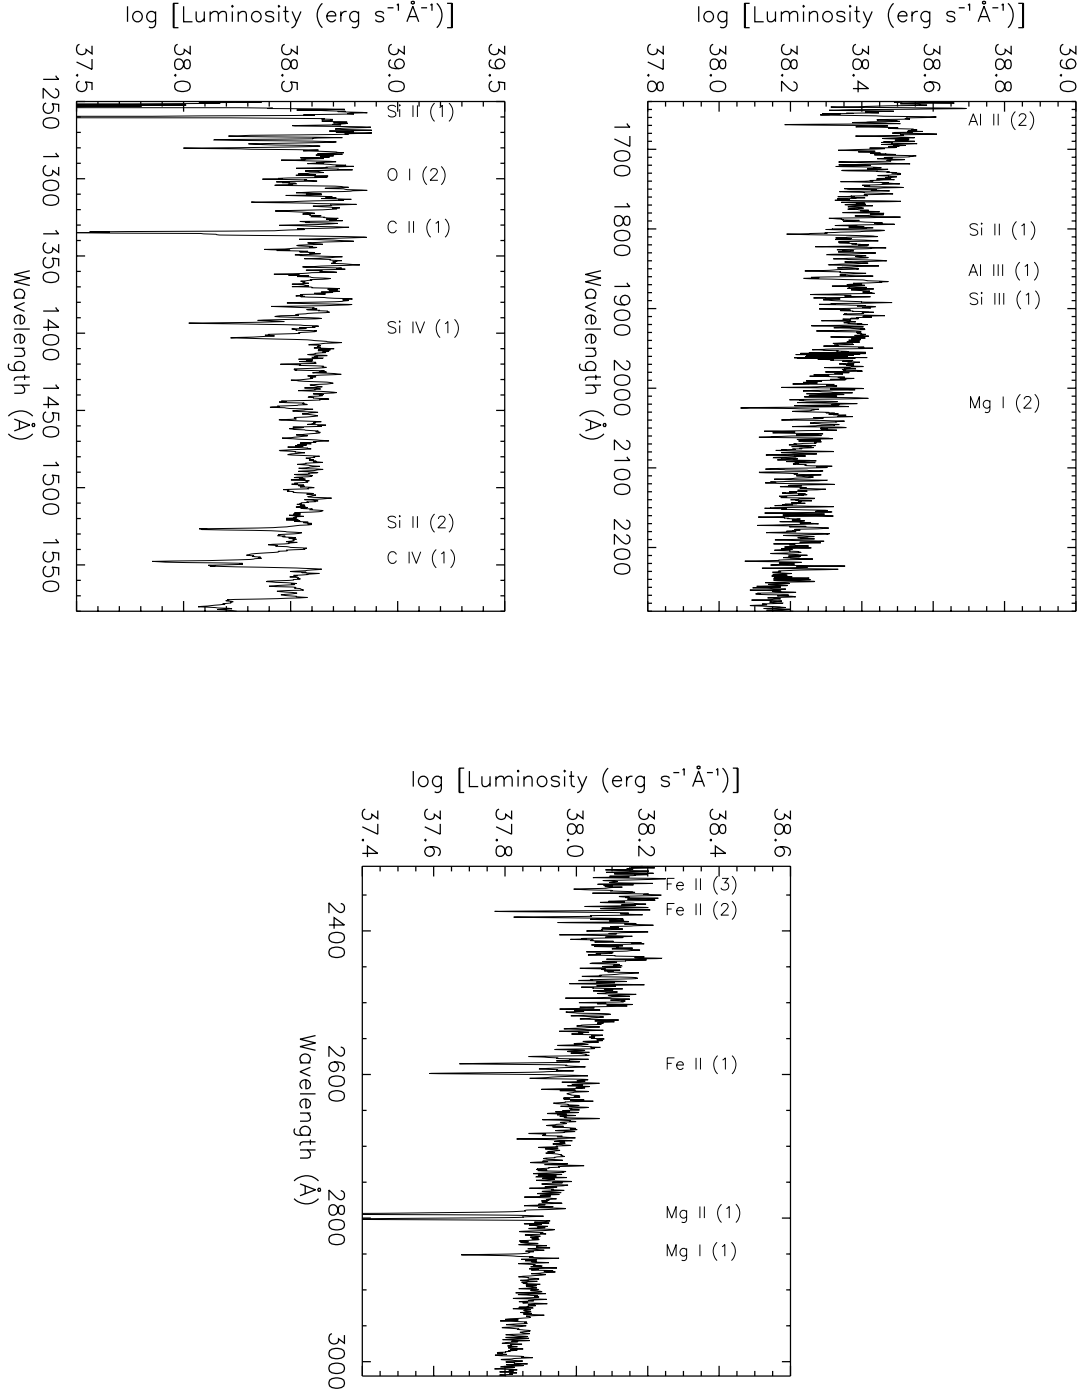 log [Luminosity (erg s⁻¹ Å⁻¹)]
37.5
38.0
38.5
39.0
39.5
Si II (1)
O I (2)
C II (1)
Si IV (1)
Si II (2)
C IV (1)
1250
1300
1350
1400
1450
1500
1550
Wavelength (Å)
log [Luminosity (erg s⁻¹ Å⁻¹)]
37.8
38.0
38.2
38.4
38.6
38.8
39.0
Al II (2)
Si II (1)
Al III (1)
Si III (1)
Mg I (2)
1700
1800
1900
2000
2100
2200
Wavelength (Å)
log [Luminosity (erg s⁻¹ Å⁻¹)]
37.4
37.6
37.8
38.0
38.2
38.4
38.6
Fe II (3)
Fe II (2)
Fe II (1)
Mg II (1)
Mg I (1)
2400
2600
2800
3000
Wavelength (Å)